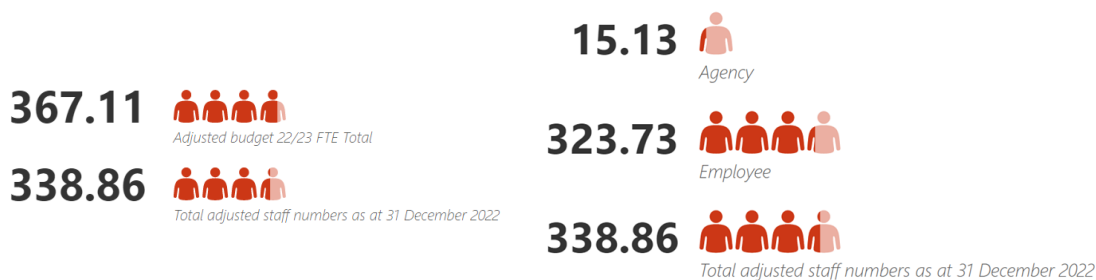 367.11
Adjusted budget 22/23 FTE Total
338.86
Total adjusted staff numbers as at 31 December 2022
15.13
Agency
323.73
Employee
338.86
Total adjusted staff numbers as at 31 December 2022